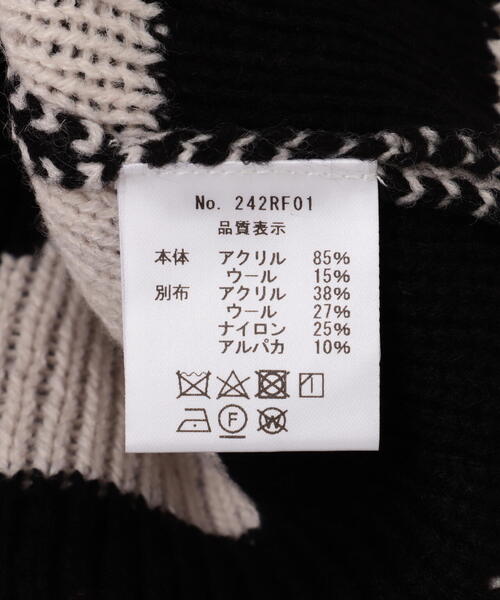 No. 242RF01
品質表示
本体 アクリル 85%
ウール 15%
別布 アクリル 38%
ウール 27%
ナイロン 25%
アルパカ 10%
F W